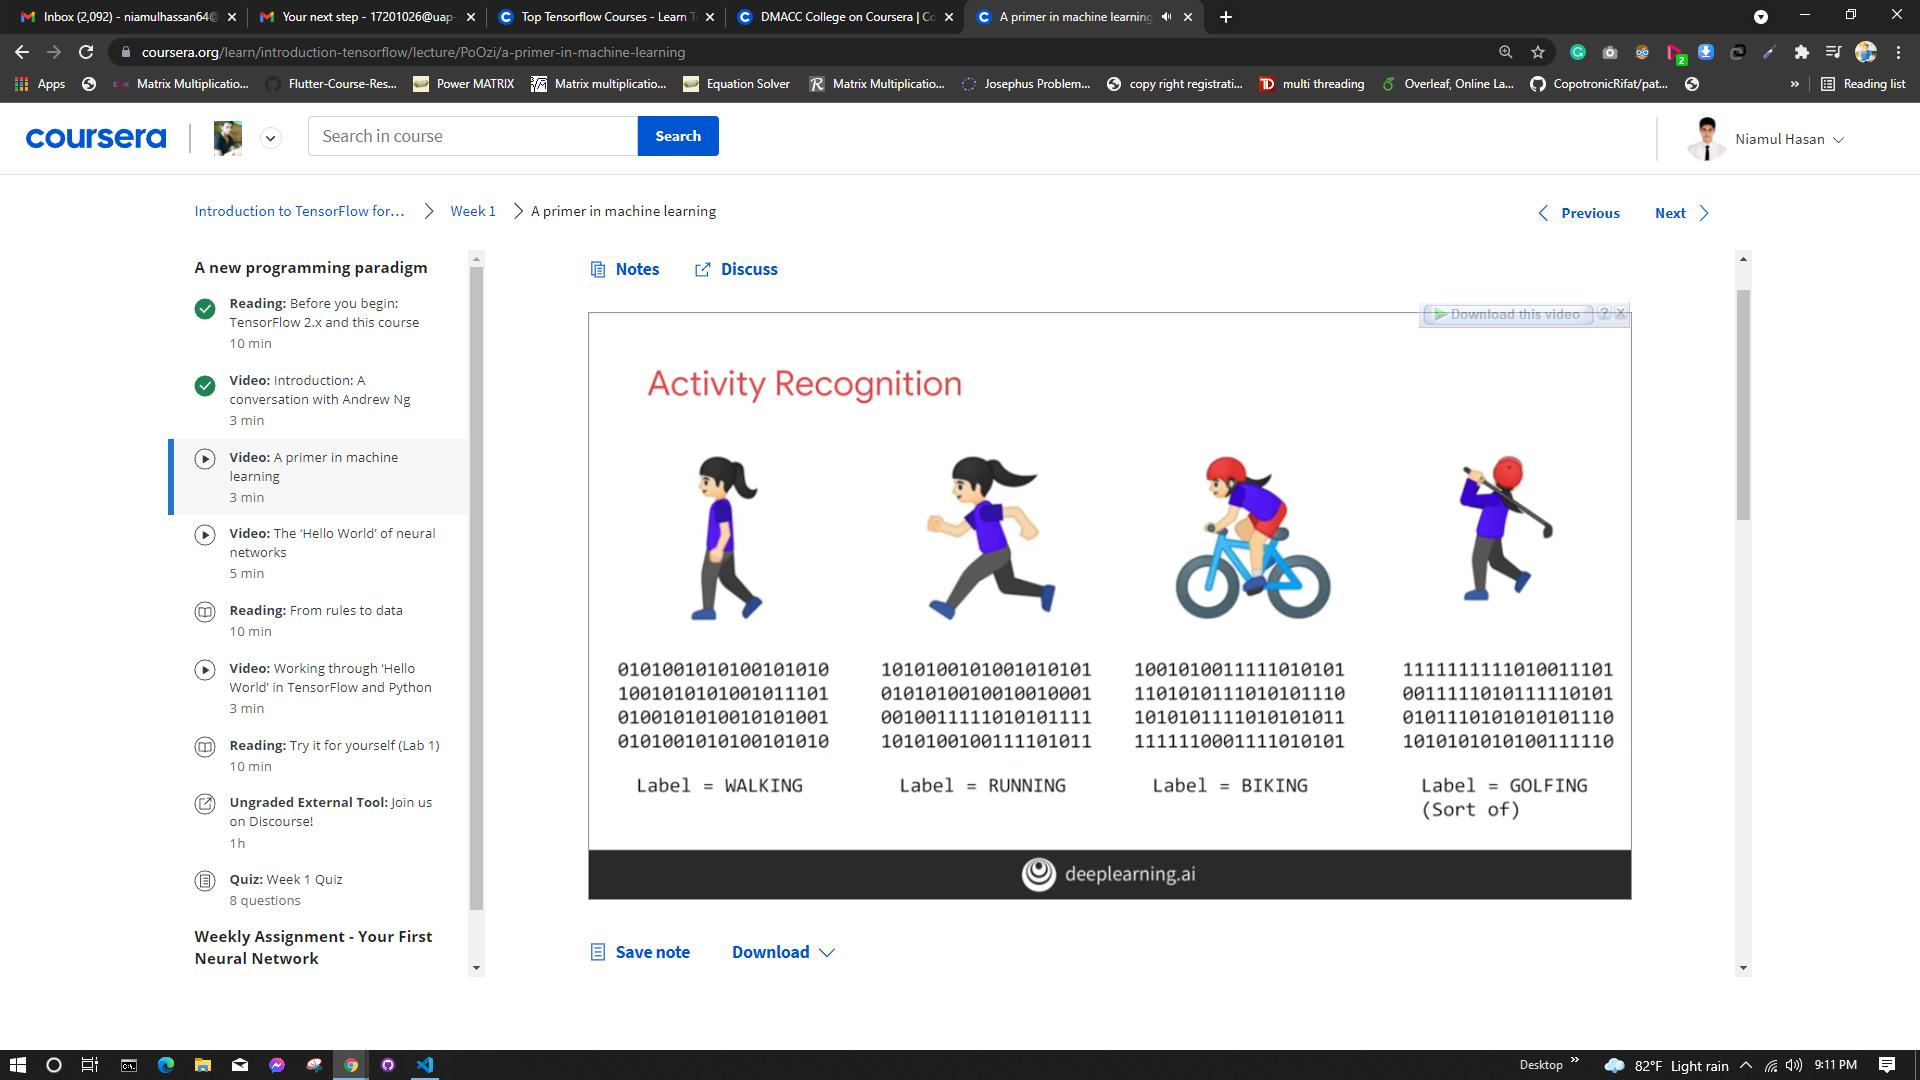 Inbox (2,092) - niamulhassan64@
Your next step - 17201026@uap-
Top Tensorflow Courses - Learn T
DMACC College on Coursera | Co
A primer in machine learning
coursera.org/learn/introduction-tensorflow/lecture/PoOzi/a-primer-in-machine-learning
2
Apps
Matrix Multiplicatio...
Flutter-Course-Res...
Power MATRIX
Matrix multiplicatio...
Equation Solver
Matrix Multiplicatio...
Josephus Problem...
copy right registrati...
multi threading
Overleaf, Online La...
CopotronicRifat/pat...
»
Reading list
coursera
Search in course
Search
Niamul Hasan
Introduction to TensorFlow for...
Week 1
A primer in machine learning
Previous
Next
A new programming paradigm
Reading: Before you begin:
TensorFlow 2.x and this course
10 min
Video: Introduction: A
conversation with Andrew Ng
3 min
Video: A primer in machine
learning
3 min
Video: The ‘Hello World’ of neural
networks
5 min
Reading: From rules to data
10 min
Video: Working through ‘Hello
World’ in TensorFlow and Python
3 min
Reading: Try it for yourself (Lab 1)
10 min
Ungraded External Tool: Join us
on Discourse!
1h
Quiz: Week 1 Quiz
8 questions
Weekly Assignment - Your First
Neural Network
Notes
Discuss
Download this video ? X
Activity Recognition
0101001010100101010
1001010101001011101
0100101010010101001
0101001010100101010
Label = WALKING
1010100101001010101
0101010010010010001
0010011111010101111
1010100100111101011
Label = RUNNING
1001010011111010101
1101010111010101110
1010101111010101011
1111110001111010101
Label = BIKING
1111111111010011101
0011111010111110101
0101110101010101110
1010101010100111110
Label = GOLFING
(Sort of)
deeplearning.ai
Save note
Download
Desktop »
82°F Light rain
9:11 PM